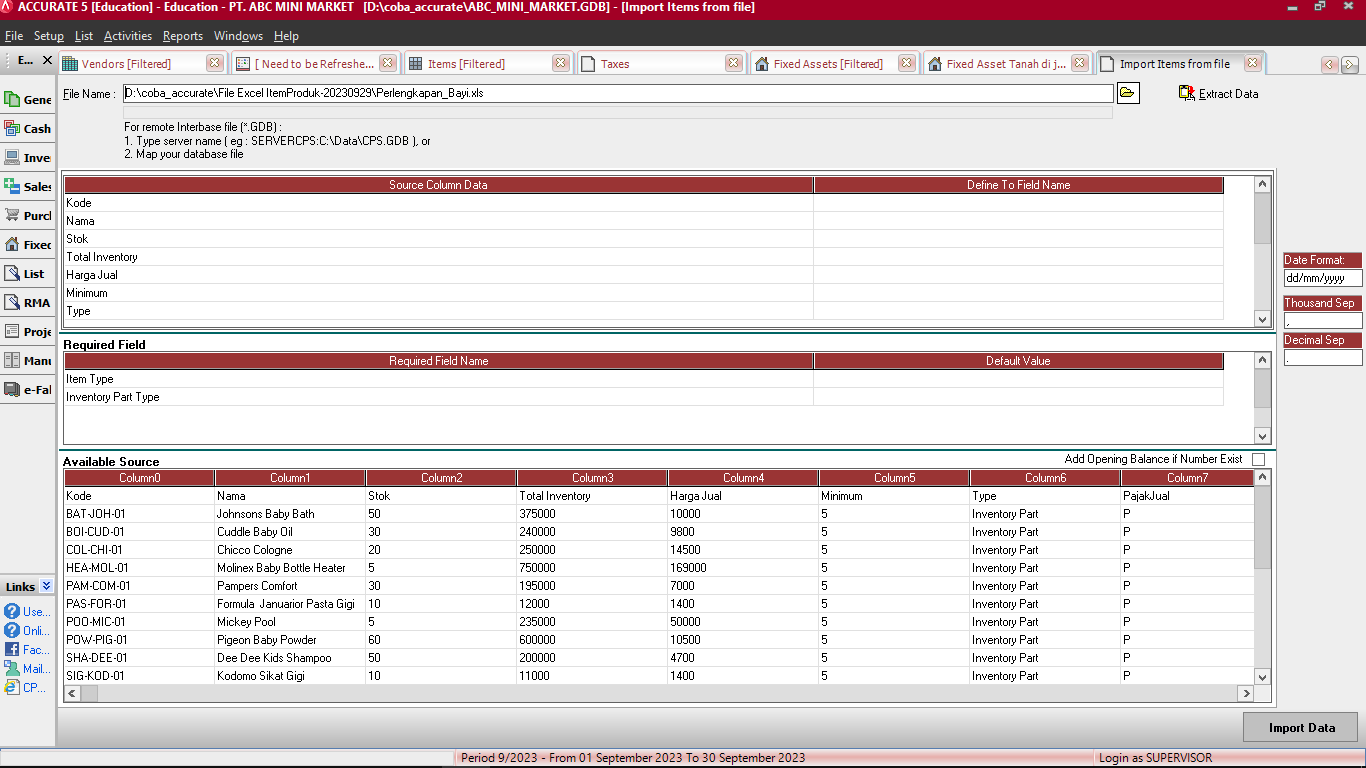 ACCURATE 5 [Education] - Education - PT. ABC MINI MARKET [D:\coba_accurate\ABC_MINI_MARKET.GDB] - [Import Items from file]
File Setup List Activities Reports Windows Help
E... Vendors [Filtered] [ Need to be Refreshe... Items [Filtered] Taxes Fixed Assets [Filtered] Fixed Asset Tanah di j... Import Items from file
File Name : D:\coba_accurate\File Excel ItemProduk-20230929\Perlengkapan_Bayi.xls Extract Data
For remote Interbase file (*.GDB) :
1. Type server name ( eg : SERVERCPS:C:\Data\CPS.GDB ), or
2. Map your database file
Gene
Cash
Inve
Sales
Purcl
Fixec
List
RMA
Proje
Manu
e-Fal
Links
Use...
Onli...
Fac...
Mail...
CP...
Source Column Data Define To Field Name
Kode
Nama
Stok
Total Inventory
Harga Jual
Minimum
Type
Date Format:
dd/mm/yyyy
Thousand Sep
,
Decimal Sep
.
Required Field
Required Field Name Default Value
Item Type
Inventory Part Type
Available Source Add Opening Balance if Number Exist
Column0 Column1 Column2 Column3 Column4 Column5 Column6 Column7
Kode Nama Stok Total Inventory Harga Jual Minimum Type PajakJual
BAT-JOH-01 Johnsons Baby Bath 50 375000 10000 5 Inventory Part P
BOI-CUD-01 Cuddle Baby Oil 30 240000 9800 5 Inventory Part P
COL-CHI-01 Chicco Cologne 20 250000 14500 5 Inventory Part P
HEA-MOL-01 Molinex Baby Bottle Heater 5 750000 169000 5 Inventory Part P
PAM-COM-01 Pampers Comfort 30 195000 7000 5 Inventory Part P
PAS-FOR-01 Formula Januarior Pasta Gigi 10 12000 1400 5 Inventory Part P
POO-MIC-01 Mickey Pool 5 235000 50000 5 Inventory Part P
POW-PIG-01 Pigeon Baby Powder 60 600000 10500 5 Inventory Part P
SHA-DEE-01 Dee Dee Kids Shampoo 50 200000 4700 5 Inventory Part P
SIG-KOD-01 Kodomo Sikat Gigi 10 11000 1400 5 Inventory Part P
Import Data
Period 9/2023 - From 01 September 2023 To 30 September 2023 Login as SUPERVISOR